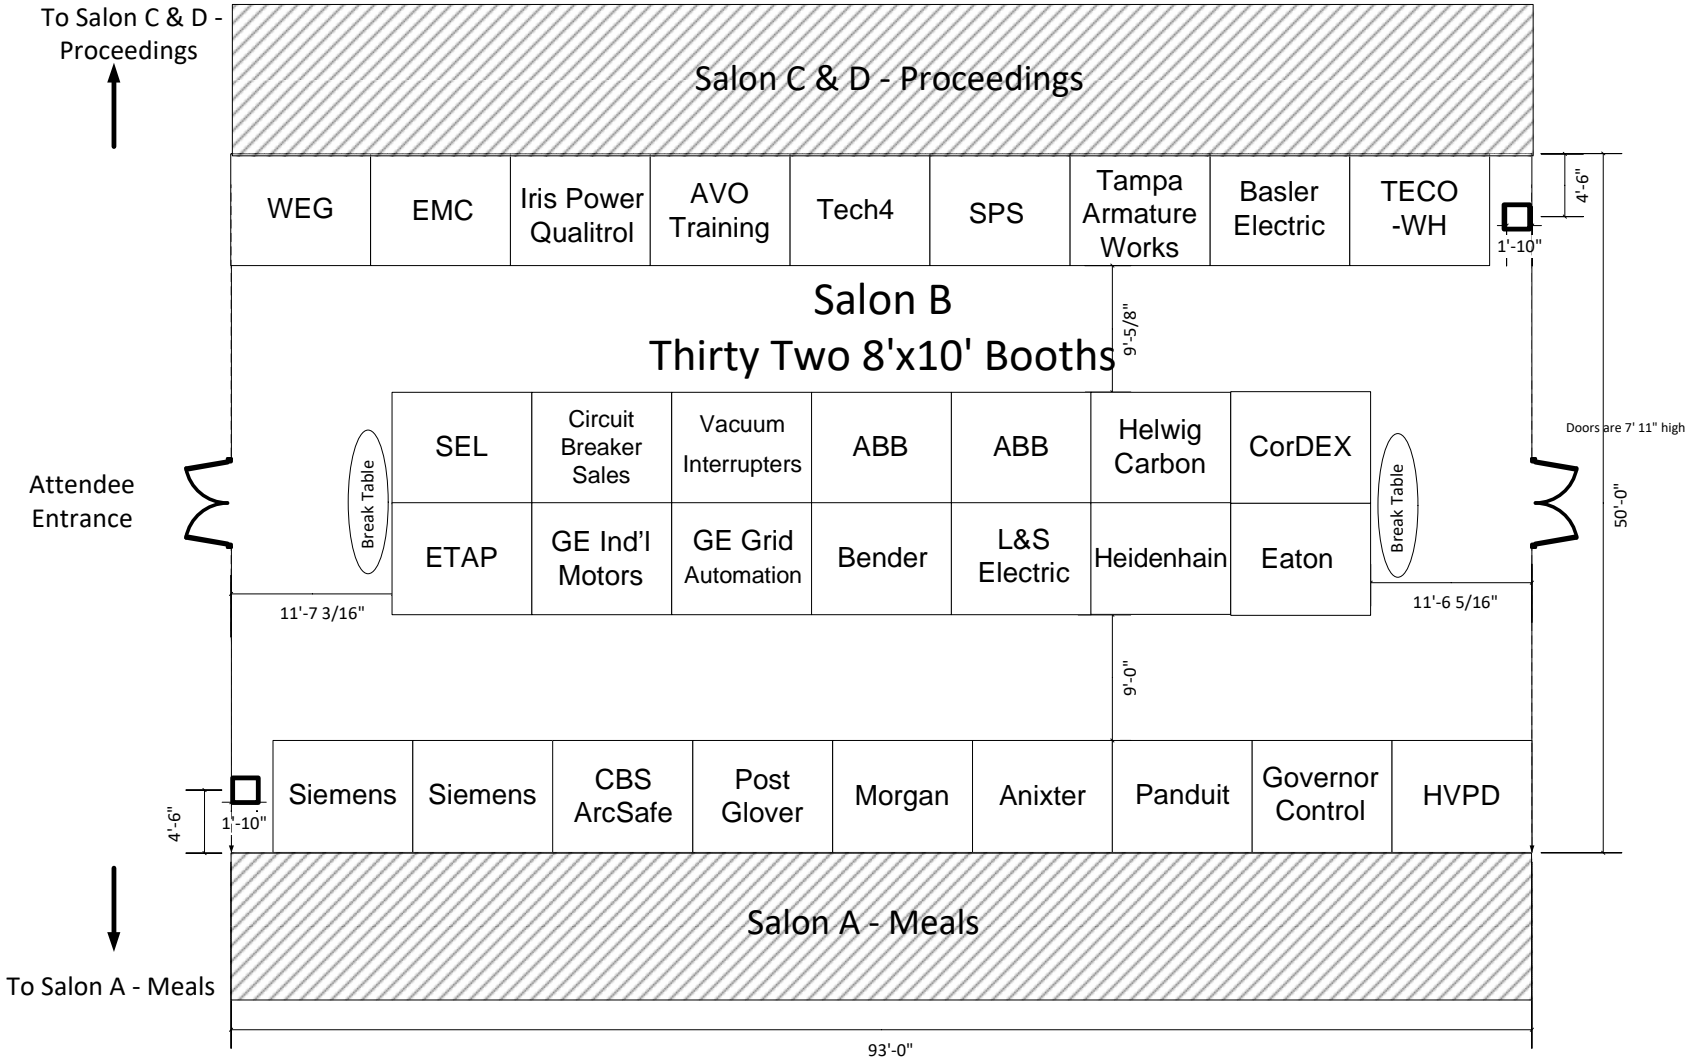 To Salon C & D -
Proceedings
Salon C & D - Proceedings
WEG
EMC
Iris Power
Qualitrol
AVO
Training
Tech4
SPS
Tampa
Armature
Works
Basler
Electric
TECO
-WH
4'-6"
1'-10"
Salon B
Thirty Two 8'x10' Booths
9'-5/8"
SEL
Circuit
Breaker
Sales
Vacuum
Interrupters
ABB
ABB
Helwig
Carbon
CorDEX
Doors are 7' 11" high
Attendee
Entrance
Break Table
Break Table
50'-0"
ETAP
GE Ind'l
Motors
GE Grid
Automation
Bender
L&S
Electric
Heidenhain
Eaton
11'-7 3/16"
11'-6 5/16"
9'-0"
Siemens
Siemens
CBS
ArcSafe
Post
Glover
Morgan
Anixter
Panduit
Governor
Control
HVPD
4'-6"
1'-10"
Salon A - Meals
To Salon A - Meals
93'-0"